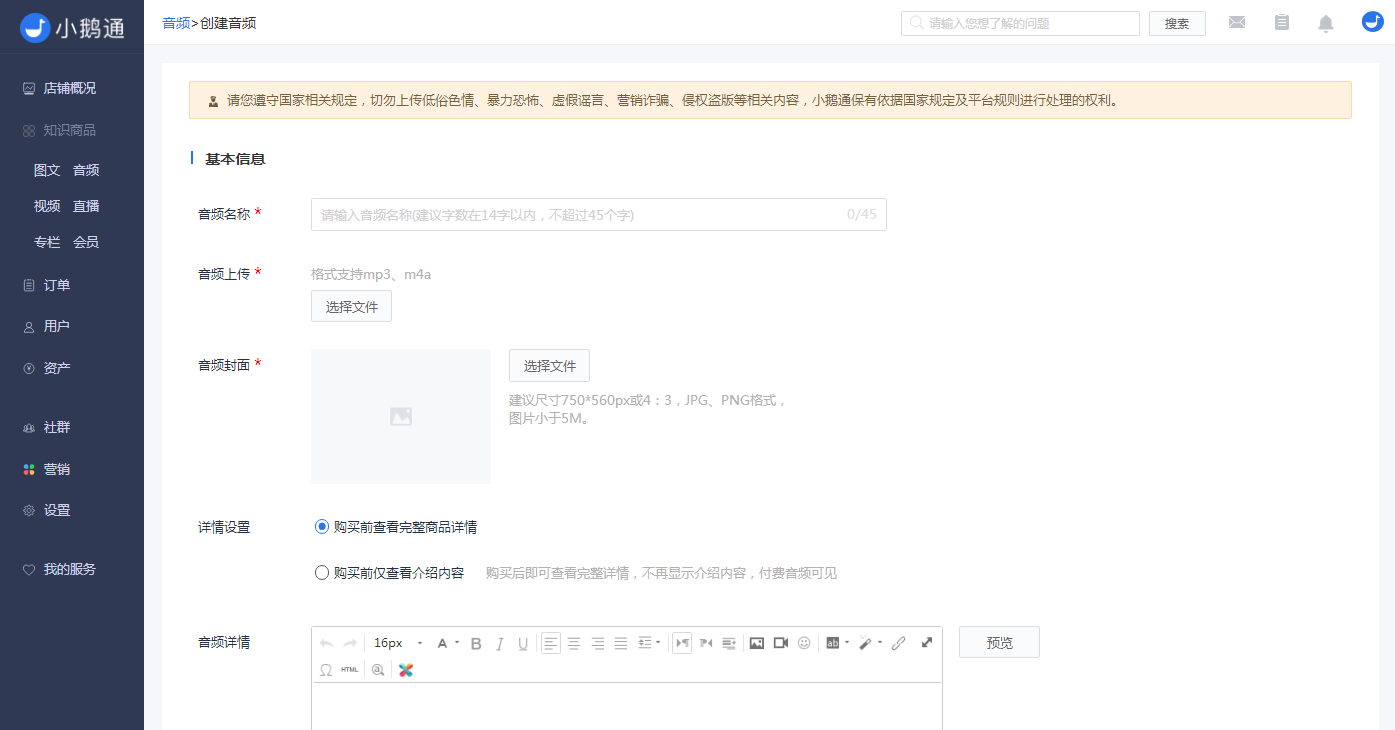 小鹅通
音频>创建音频
请输入您想了解的问题
搜索
店铺概况
知识商品
图文 音频
视频 直播
专栏 会员
订单
用户
资产
社群
营销
设置
我的服务
请您遵守国家相关规定，切勿上传低俗色情、暴力恐怖、虚假谣言、营销诈骗、侵权盗版等相关内容，小鹅通保有依据国家规定及平台规则进行处理的权利。
基本信息
音频名称 *
请输入音频名称(建议字数在14字以内，不超过45个字) 0/45
音频上传 *
格式支持mp3、m4a
选择文件
音频封面 *
选择文件
建议尺寸750*560px或4：3，JPG、PNG格式，
图片小于5M。
详情设置
购买前查看完整商品详情
购买前仅查看介绍内容 购买后即可查看完整详情，不再显示介绍内容，付费音频可见
音频详情
16px A B I U ab
Ω HTML
预览